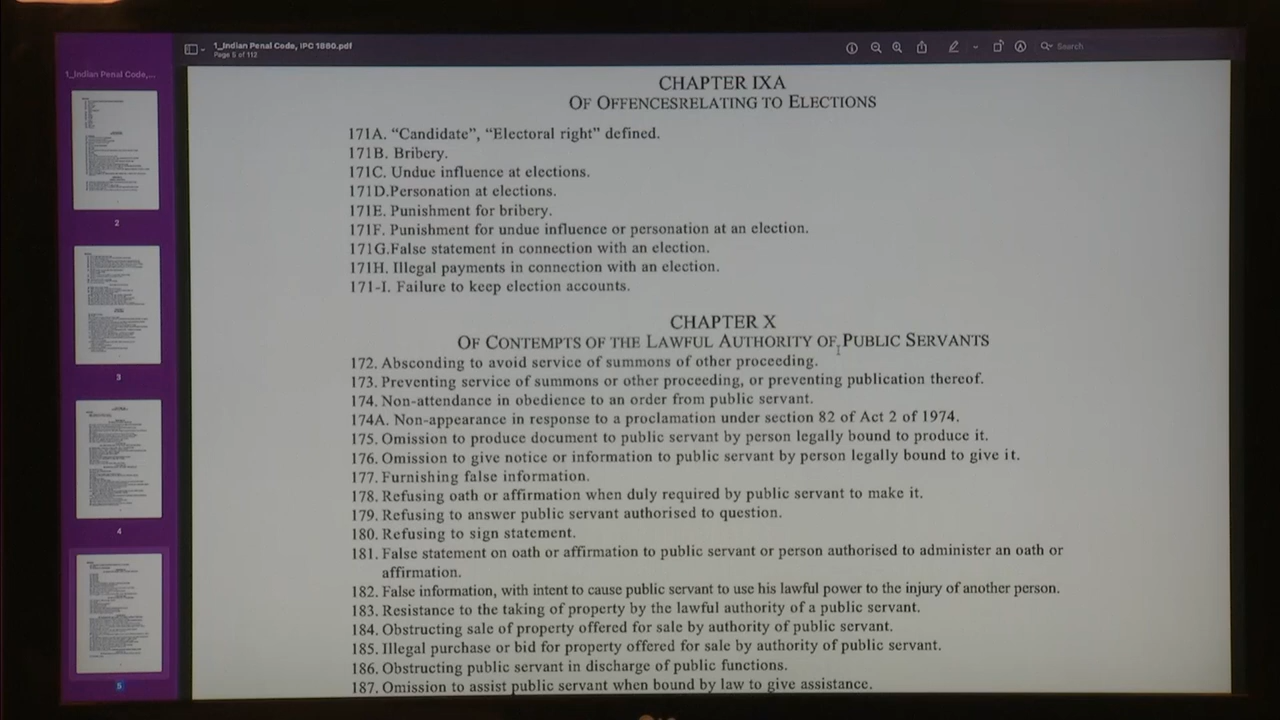 1_Indian Penal Code, IPC 1860.pdf
Page 5 of 112
Search
1_Indian Penal Code,...
2
3
4
5
CHAPTER IXA
OF OFFENCESRELATING TO ELECTIONS
171A. “Candidate”, “Electoral right” defined.
171B. Bribery.
171C. Undue influence at elections.
171D.Personation at elections.
171E. Punishment for bribery.
171F. Punishment for undue influence or personation at an election.
171G.False statement in connection with an election.
171H. Illegal payments in connection with an election.
171-I. Failure to keep election accounts.
CHAPTER X
OF CONTEMPTS OF THE LAWFUL AUTHORITY OF PUBLIC SERVANTS
172. Absconding to avoid service of summons of other proceeding.
173. Preventing service of summons or other proceeding, or preventing publication thereof.
174. Non-attendance in obedience to an order from public servant.
174A. Non-appearance in response to a proclamation under section 82 of Act 2 of 1974.
175. Omission to produce document to public servant by person legally bound to produce it.
176. Omission to give notice or information to public servant by person legally bound to give it.
177. Furnishing false information.
178. Refusing oath or affirmation when duly required by public servant to make it.
179. Refusing to answer public servant authorised to question.
180. Refusing to sign statement.
181. False statement on oath or affirmation to public servant or person authorised to administer an oath or
affirmation.
182. False information, with intent to cause public servant to use his lawful power to the injury of another person.
183. Resistance to the taking of property by the lawful authority of a public servant.
184. Obstructing sale of property offered for sale by authority of public servant.
185. Illegal purchase or bid for property offered for sale by authority of public servant.
186. Obstructing public servant in discharge of public functions.
187. Omission to assist public servant when bound by law to give assistance.